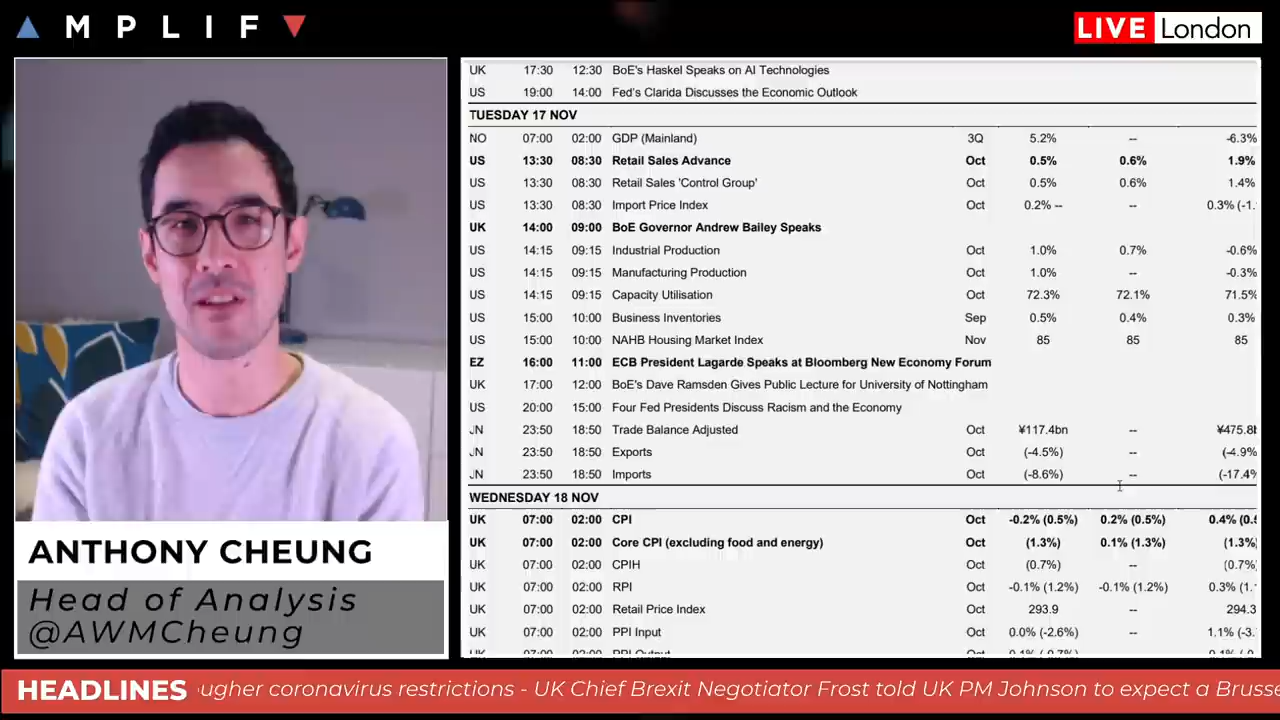 AMPLIFY
LIVE London
UK 17:30 12:30 BoE's Haskel Speaks on AI Technologies
US 19:00 14:00 Fed's Clarida Discusses the Economic Outlook
TUESDAY 17 NOV
NO 07:00 02:00 GDP (Mainland) 3Q 5.2% -- -6.3%
US 13:30 08:30 Retail Sales Advance Oct 0.5% 0.6% 1.9%
US 13:30 08:30 Retail Sales 'Control Group' Oct 0.5% 0.6% 1.4%
US 13:30 08:30 Import Price Index Oct 0.2% -- -- 0.3% (-1.
UK 14:00 09:00 BoE Governor Andrew Bailey Speaks
US 14:15 09:15 Industrial Production Oct 1.0% 0.7% -0.6%
US 14:15 09:15 Manufacturing Production Oct 1.0% -- -0.3%
US 14:15 09:15 Capacity Utilisation Oct 72.3% 72.1% 71.5%
US 15:00 10:00 Business Inventories Sep 0.5% 0.4% 0.3%
US 15:00 10:00 NAHB Housing Market Index Nov 85 85 85
EZ 16:00 11:00 ECB President Lagarde Speaks at Bloomberg New Economy Forum
UK 17:00 12:00 BoE's Dave Ramsden Gives Public Lecture for University of Nottingham
US 20:00 15:00 Four Fed Presidents Discuss Racism and the Economy
JN 23:50 18:50 Trade Balance Adjusted Oct ¥117.4bn -- ¥475.8b
JN 23:50 18:50 Exports Oct (-4.5%) -- (-4.9%
JN 23:50 18:50 Imports Oct (-8.6%) -- (-17.4%
WEDNESDAY 18 NOV
UK 07:00 02:00 CPI Oct -0.2% (0.5%) 0.2% (0.5%) 0.4% (0.5
UK 07:00 02:00 Core CPI (excluding food and energy) Oct (1.3%) 0.1% (1.3%) (1.3%)
UK 07:00 02:00 CPIH Oct (0.7%) -- (0.7%)
UK 07:00 02:00 RPI Oct -0.1% (1.2%) -0.1% (1.2%) 0.3% (1.
UK 07:00 02:00 Retail Price Index Oct 293.9 -- 294.3
UK 07:00 02:00 PPI Input Oct 0.0% (-2.6%) -- 1.1% (-3.
ANTHONY CHEUNG
Head of Analysis
@AWMCheung
HEADLINES ugher coronavirus restrictions - UK Chief Brexit Negotiator Frost told UK PM Johnson to expect a Brusse